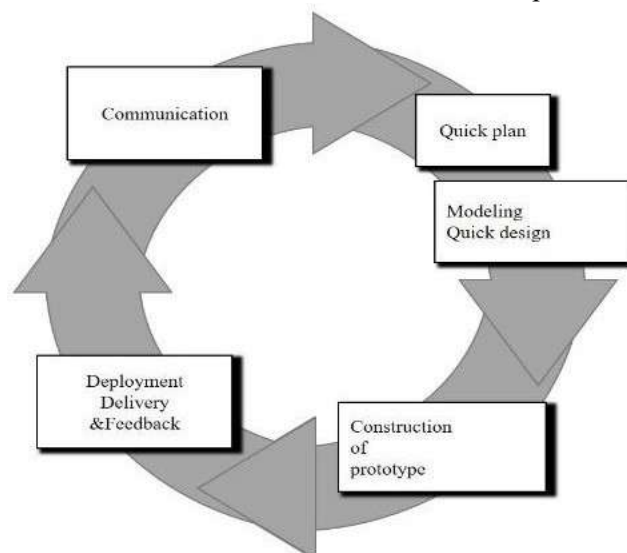 Communication
Quick plan
Modeling
Quick design
Construction
of
prototype
Deployment
Delivery
&Feedback